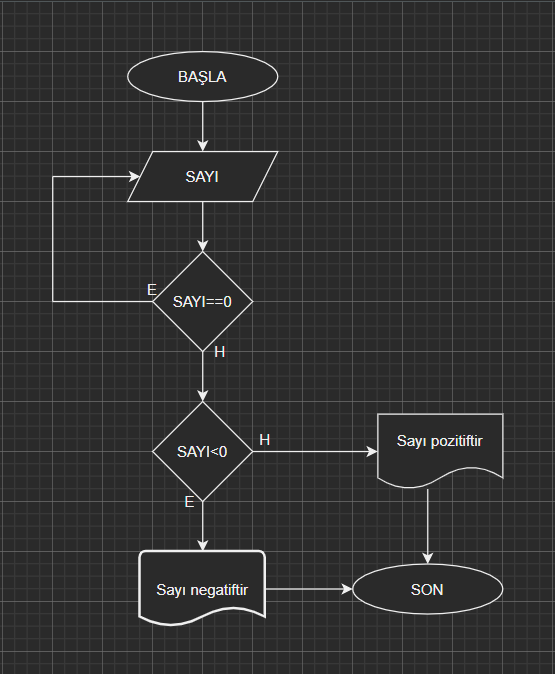 BAŞLA
SAYI
E
SAYI==0
H
SAYI<0
H
E
Sayı pozitiftir
Sayı negatiftir
SON